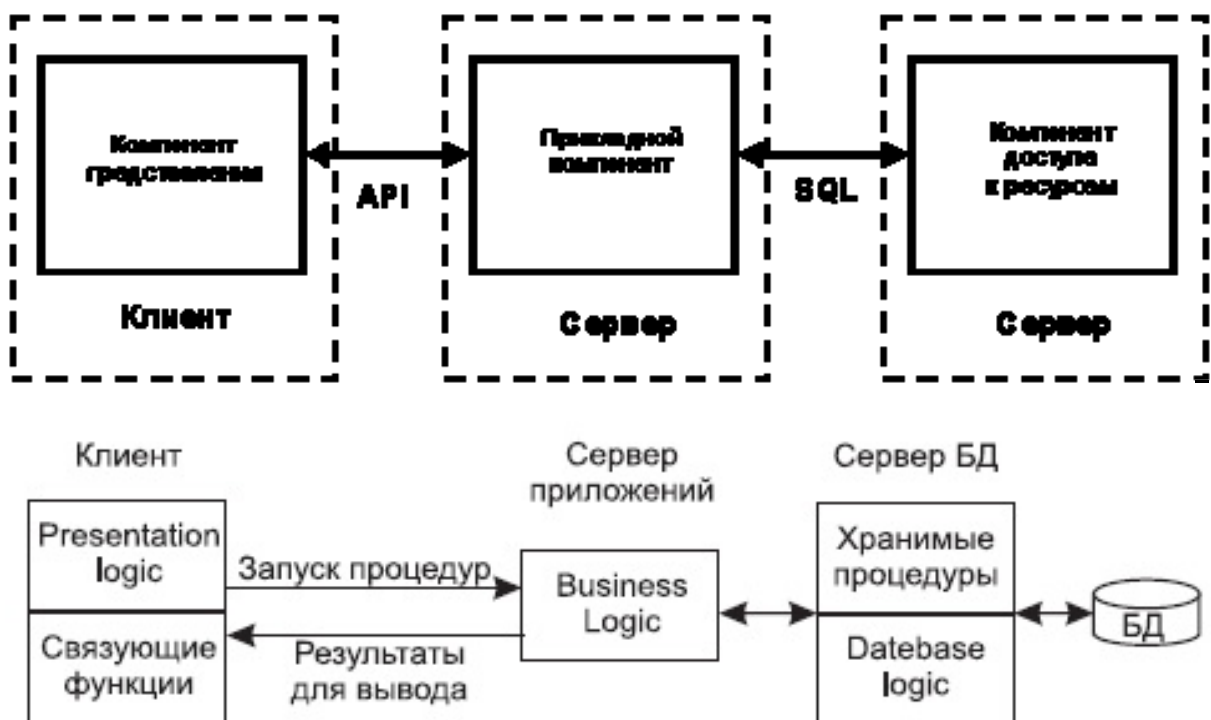 Компонент
представления
API
Прикладной
компонент
SQL
Компонент
доступа
к ресурсам
Клиент
Сервер
Сервер
Клиент
Сервер
приложений
Сервер БД
Presentation
logic
Запуск процедур
Связующие
функции
Результаты
для вывода
Business
Logic
Хранимые
процедуры
Datebase
logic
БД